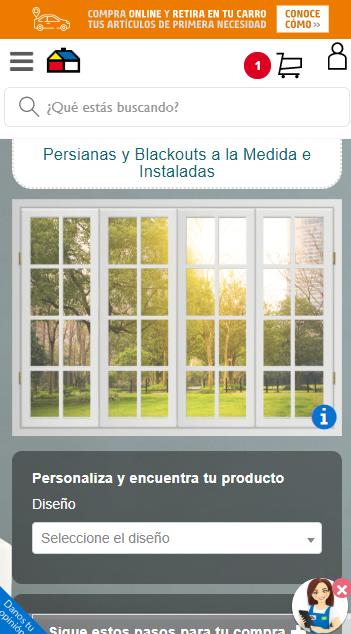 COMPRA ONLINE Y RETIRA EN TU CARRO
TUS ARTÍCULOS DE PRIMERA NECESIDAD
CONOCE
CÓMO »
1
¿Qué estás buscando?
Persianas y Blackouts a la Medida e
Instaladas
i
Personaliza y encuentra tu producto
Diseño
Seleccione el diseño
Danos tu
opinión
Sigue estos pasos para tu compra